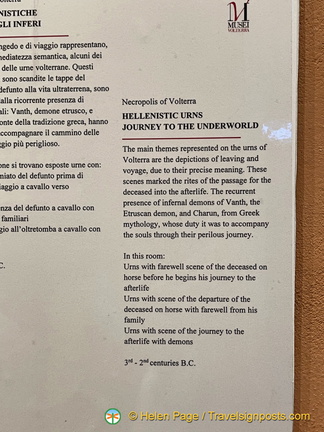 NISTICHE
GLI INFERI
M
MUSEI
VOLTERRA
ngedo e di viaggio rappresentano,
mediatezza semantica, alcuni dei
delle urne volterrane. Questi
sono scandite le tappe del
defunto alla vita ultraterrena, sono
talla ricorrente presenza di
ali: Vanth, demone etrusco, e
onte della tradizione greca, hanno
accompagnare il cammino delle
ggio più periglioso.
one si trovano esposte urne con:
miato del defunto prima di
iaggio a cavallo verso
enza del defunto a cavallo con
familiari
gio all'oltretomba a cavallo con
.C.
Necropolis of Volterra
HELLENISTIC URNS
JOURNEY TO THE UNDERWORLD
The main themes represented on the urns of
Volterra are the depictions of leaving and
voyage, due to their precise meaning. These
scenes marked the rites of the passage for the
deceased into the afterlife. The recurrent
presence of infernal demons of Vanth, the
Etruscan demon, and Charun, from Greek
mythology, whose duty it was to accompany
the souls through their perilous journey.
In this room:
Urns with farewell scene of the deceased on
horse before he begins his journey to the
afterlife
Urns with scene of the departure of the
deceased on horse with farewell from his
family
Urns with scene of the journey to the
afterlife with demons
3rd - 2nd centuries B.C.
© Helen Page / Travelsignposts.com